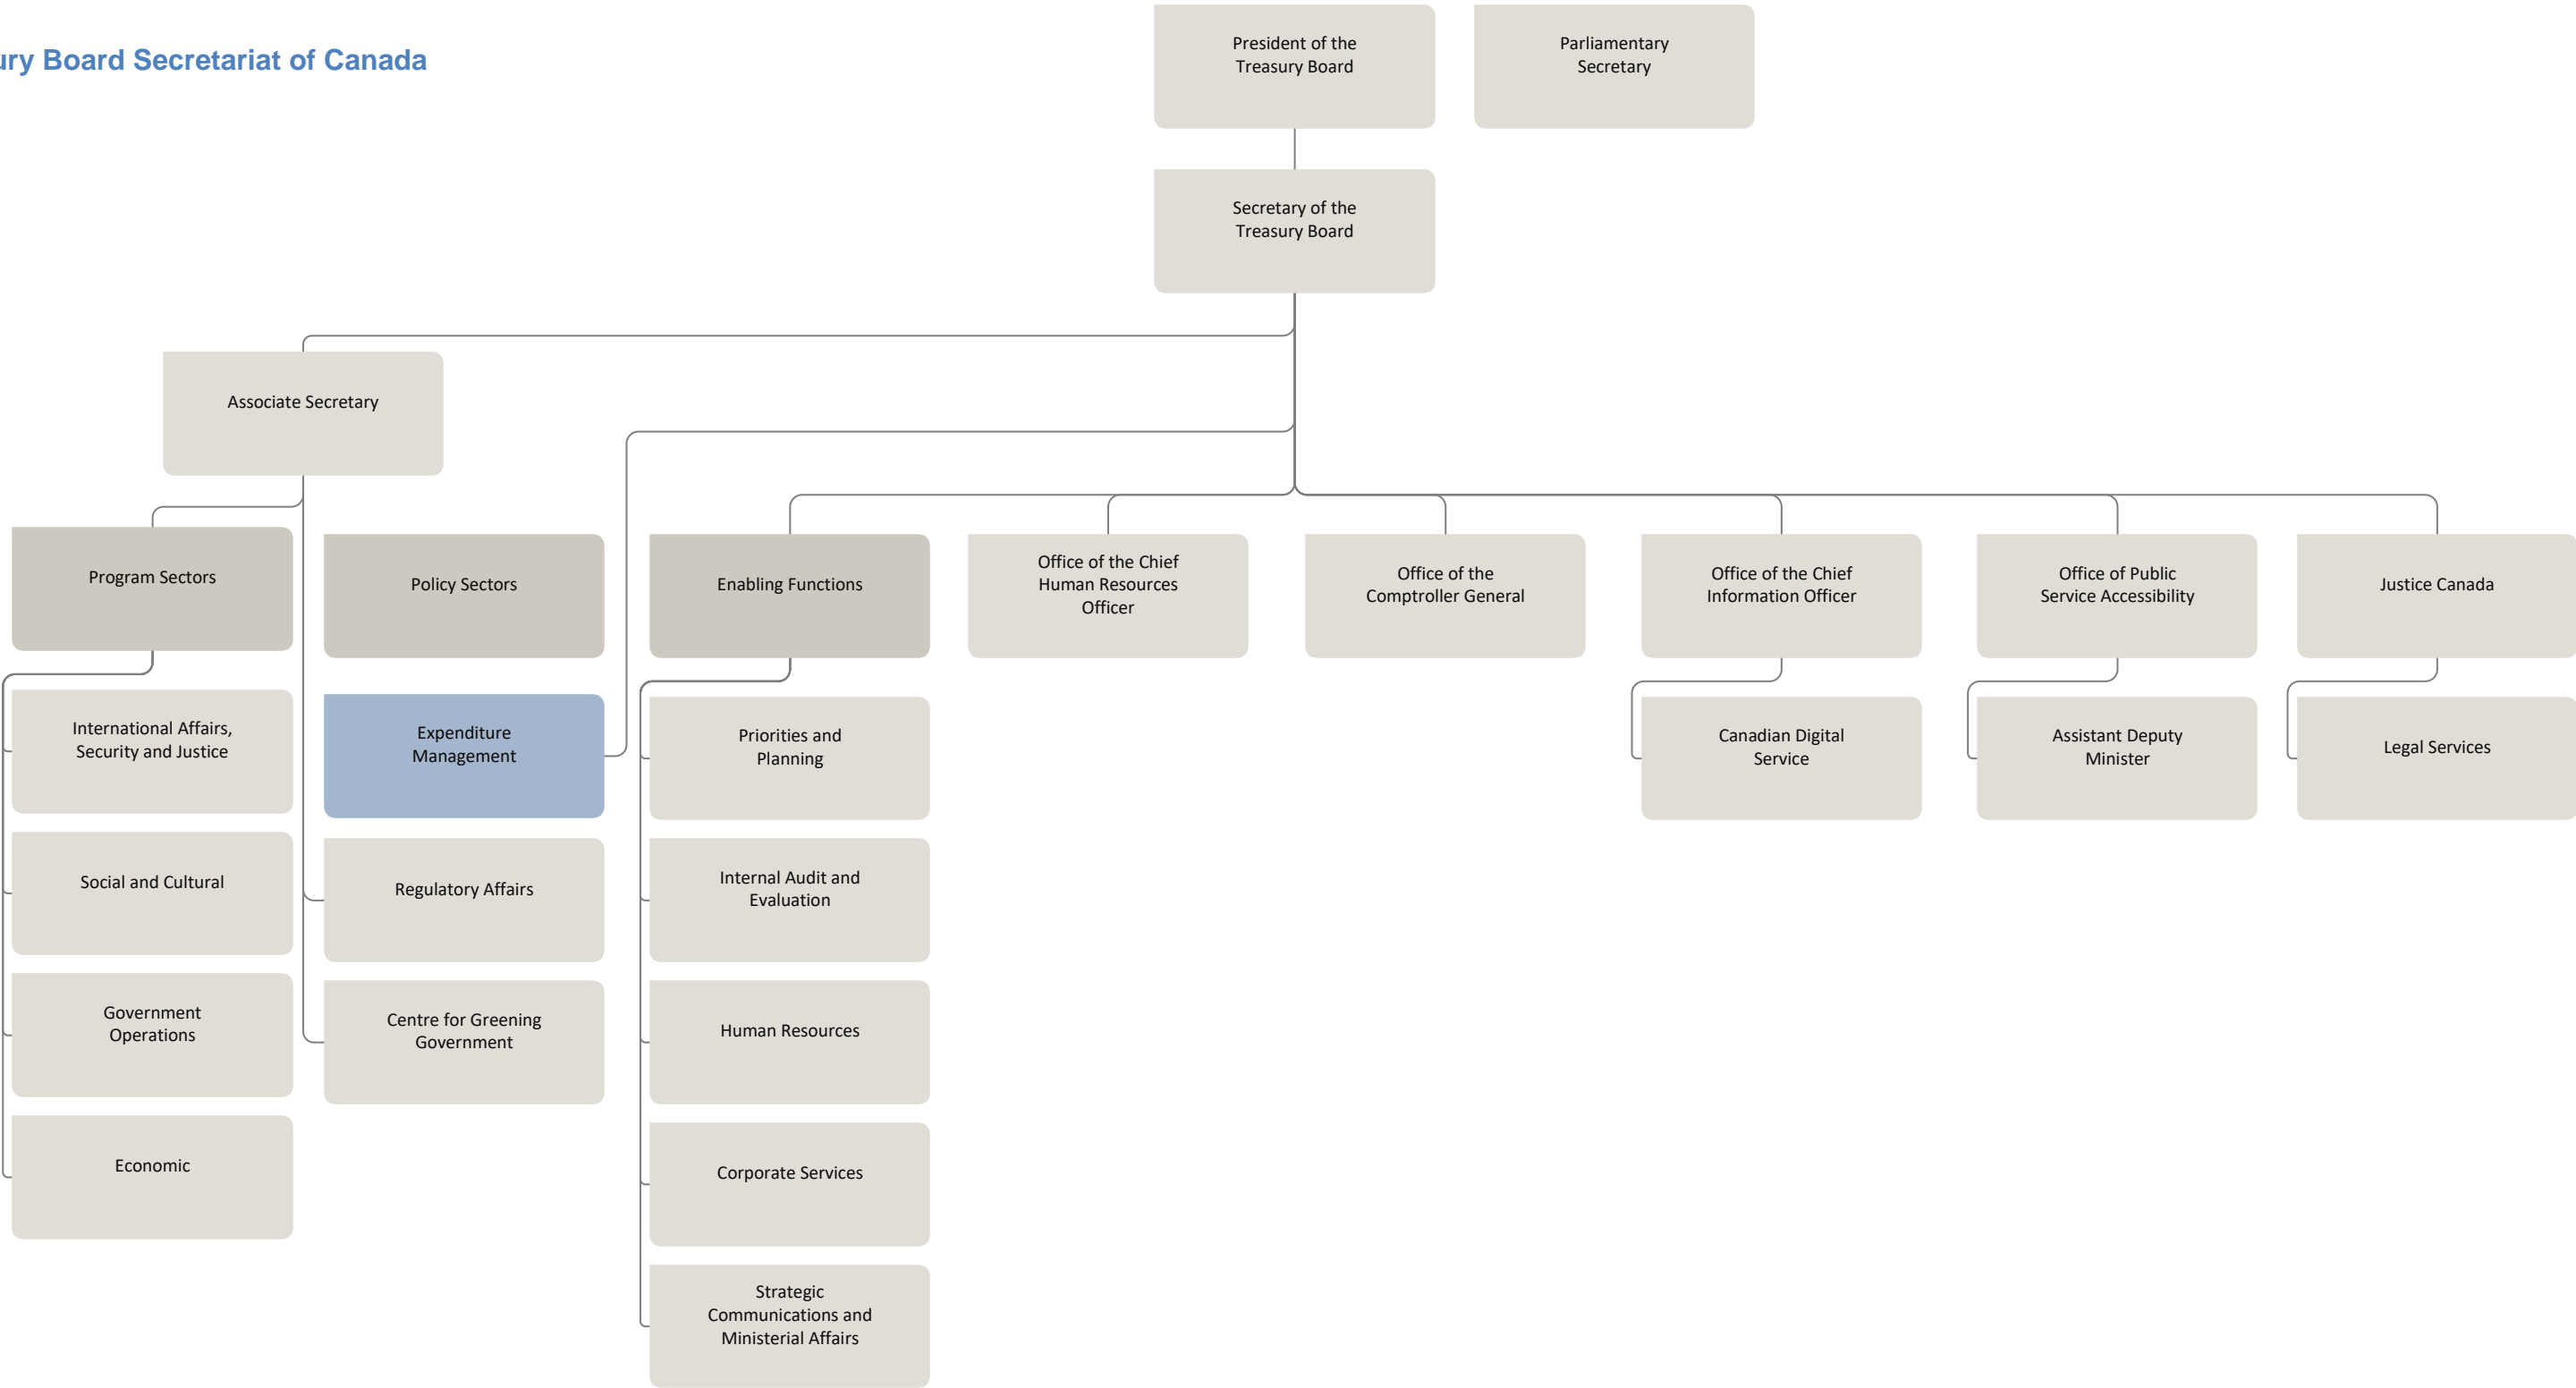 Board Secretariat of Canada
President of the
Treasury Board
Parliamentary
Secretary
Secretary of the
Treasury Board
Associate Secretary
Program Sectors
Policy Sectors
Enabling Functions
Office of the Chief
Human Resources
Officer
Office of the
Comptroller General
Office of the Chief
Information Officer
Office of Public
Service Accessibility
Justice Canada
International Affairs,
Security and Justice
Expenditure
Management
Priorities and
Planning
Canadian Digital
Service
Assistant Deputy
Minister
Legal Services
Social and Cultural
Regulatory Affairs
Internal Audit and
Evaluation
Government
Operations
Centre for Greening
Government
Human Resources
Economic
Corporate Services
Strategic
Communications and
Ministerial Affairs